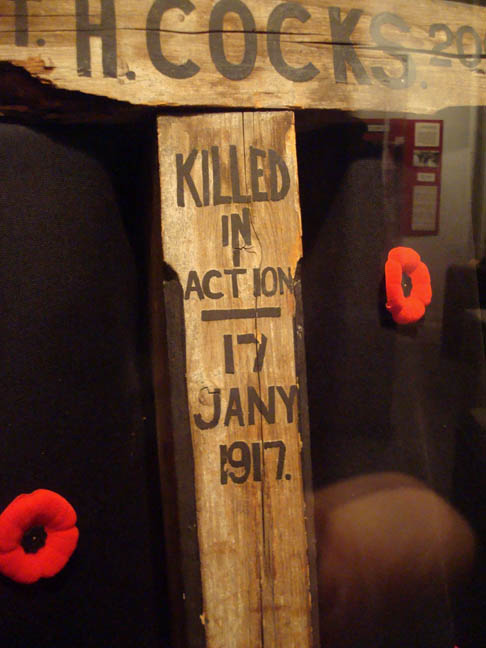 T. H. COCKS. 20
KILLED
IN
ACTION
17
JANY
1917.